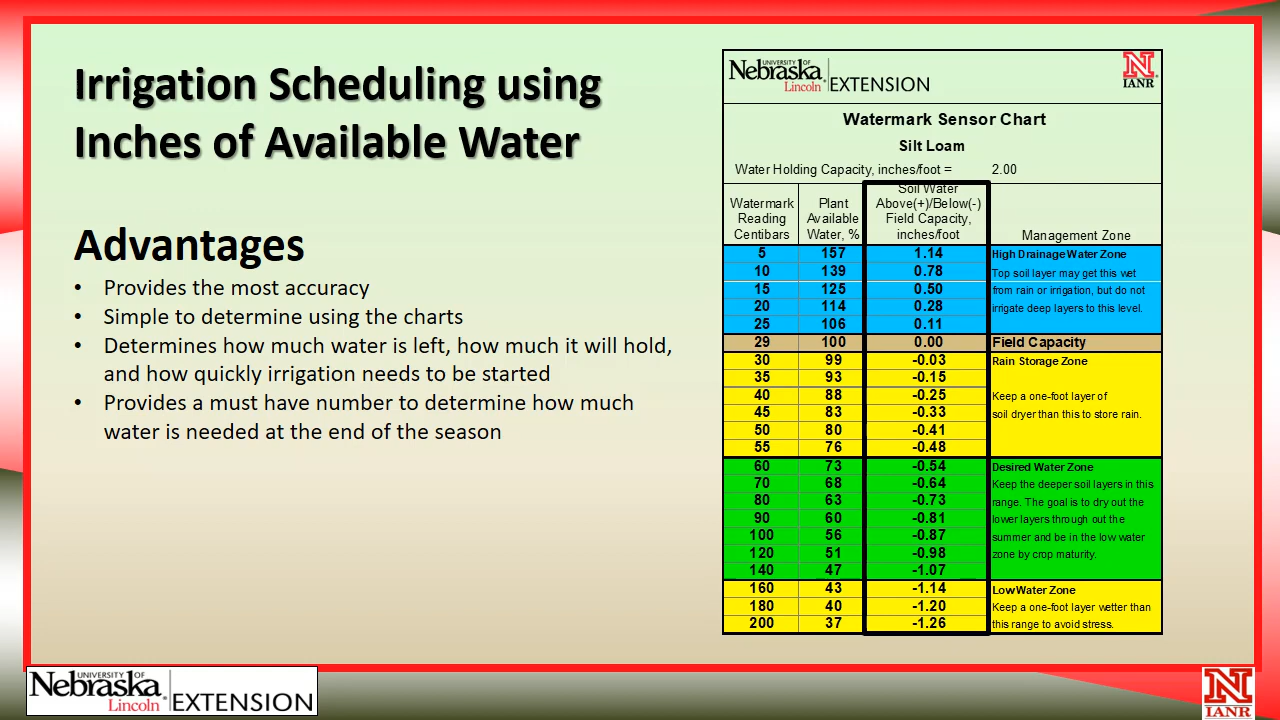 Irrigation Scheduling using
Inches of Available Water
Advantages
• Provides the most accuracy
• Simple to determine using the charts
• Determines how much water is left, how much it will hold,
and how quickly irrigation needs to be started
• Provides a must have number to determine how much
water is needed at the end of the season
UNIVERSITY OF
Nebraska Lincoln EXTENSION
N IANR
Watermark Sensor Chart
Silt Loam
Water Holding Capacity, inches/foot = 2.00
Watermark Reading Centibars | Plant Available Water, % | Soil Water Above(+)/Below(-) Field Capacity, inches/foot | Management Zone
5 157 1.14 High Drainage Water Zone
10 139 0.78 Top soil layer may get this wet
15 125 0.50 from rain or irrigation, but do not
20 114 0.28 irrigate deep layers to this level.
25 106 0.11
29 100 0.00 Field Capacity
30 99 -0.03 Rain Storage Zone
35 93 -0.15
40 88 -0.25 Keep a one-foot layer of
45 83 -0.33 soil dryer than this to store rain.
50 80 -0.41
55 76 -0.48
60 73 -0.54 Desired Water Zone
70 68 -0.64 Keep the deeper soil layers in this
80 63 -0.73 range. The goal is to dry out the
90 60 -0.81 lower layers through out the
100 56 -0.87 summer and be in the low water
120 51 -0.98 zone by crop maturity.
140 47 -1.07
160 43 -1.14 Low Water Zone
180 40 -1.20 Keep a one-foot layer wetter than
200 37 -1.26 this range to avoid stress.
UNIVERSITY OF
Nebraska Lincoln EXTENSION
N IANR